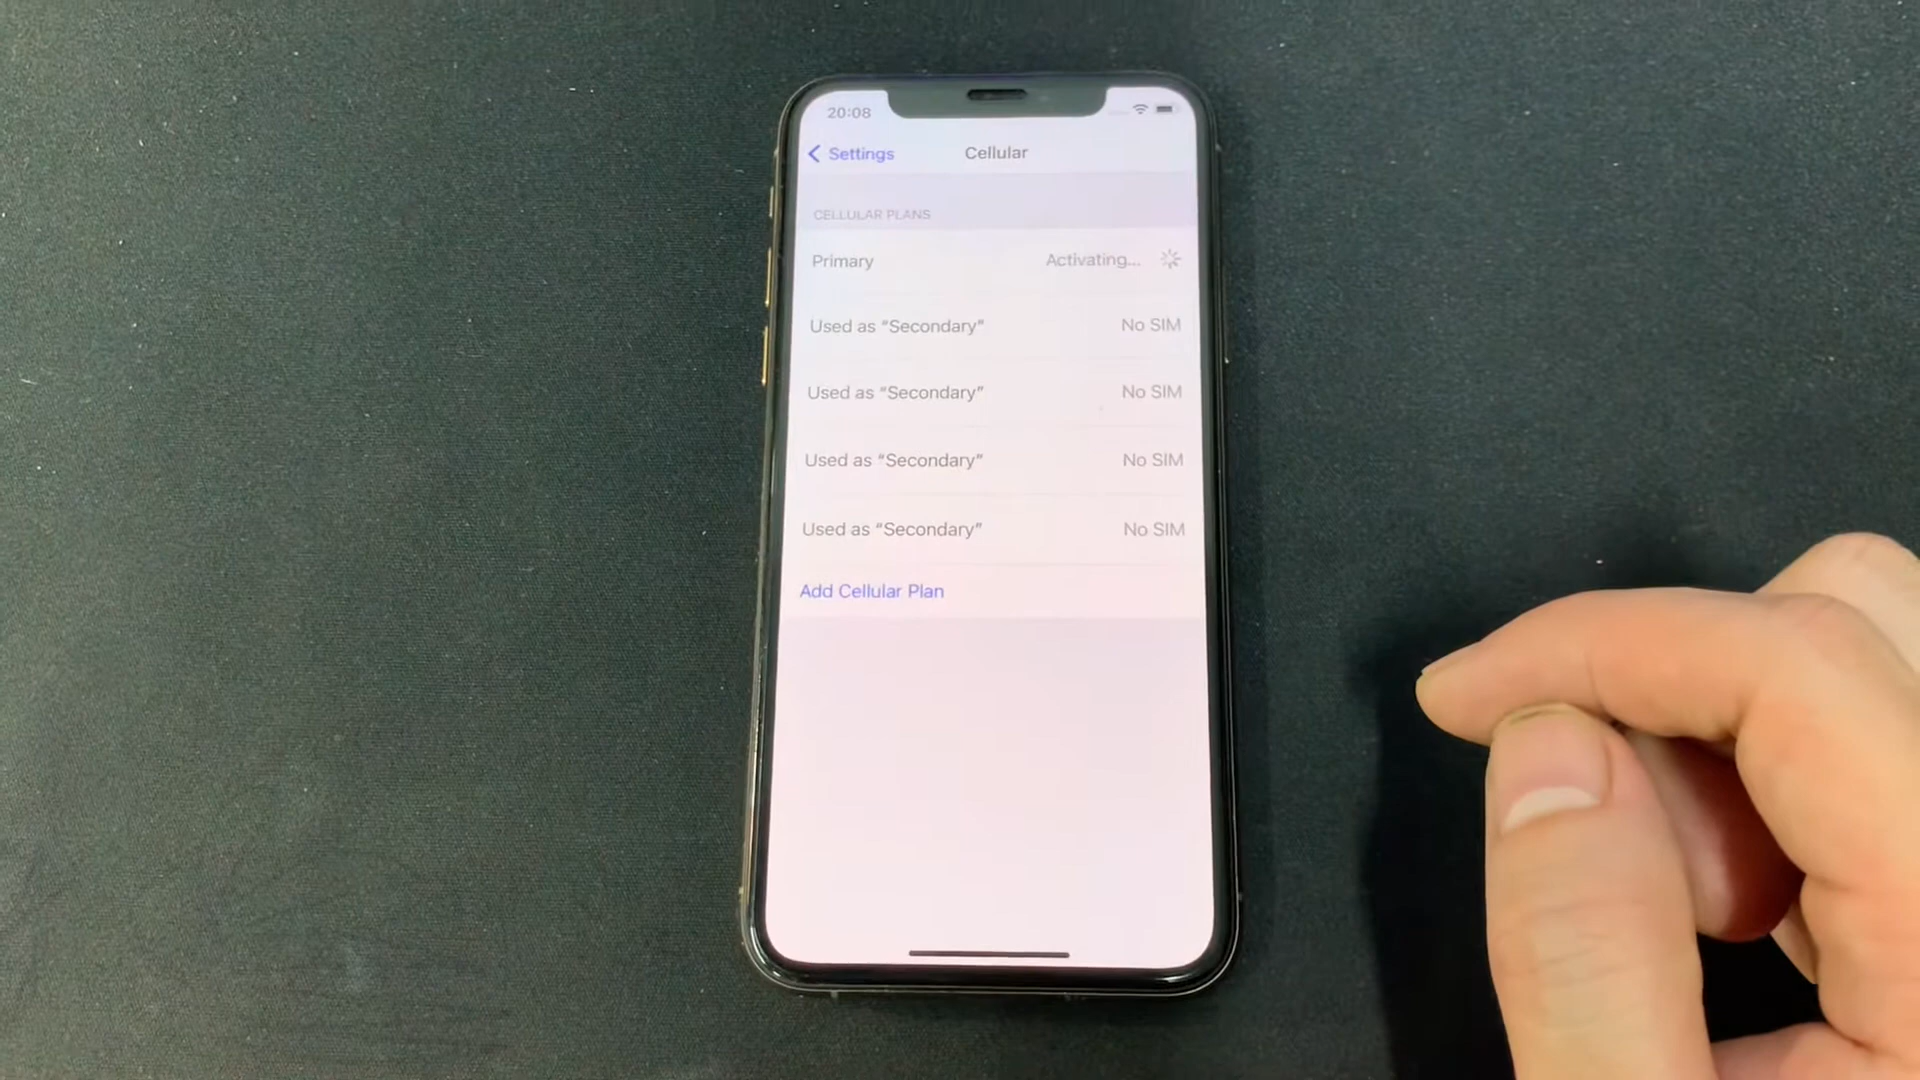 20:08
Settings
Cellular
CELLULAR PLANS
Primary Activating...
Used as “Secondary” No SIM
Used as “Secondary” No SIM
Used as “Secondary” No SIM
Used as “Secondary” No SIM
Add Cellular Plan